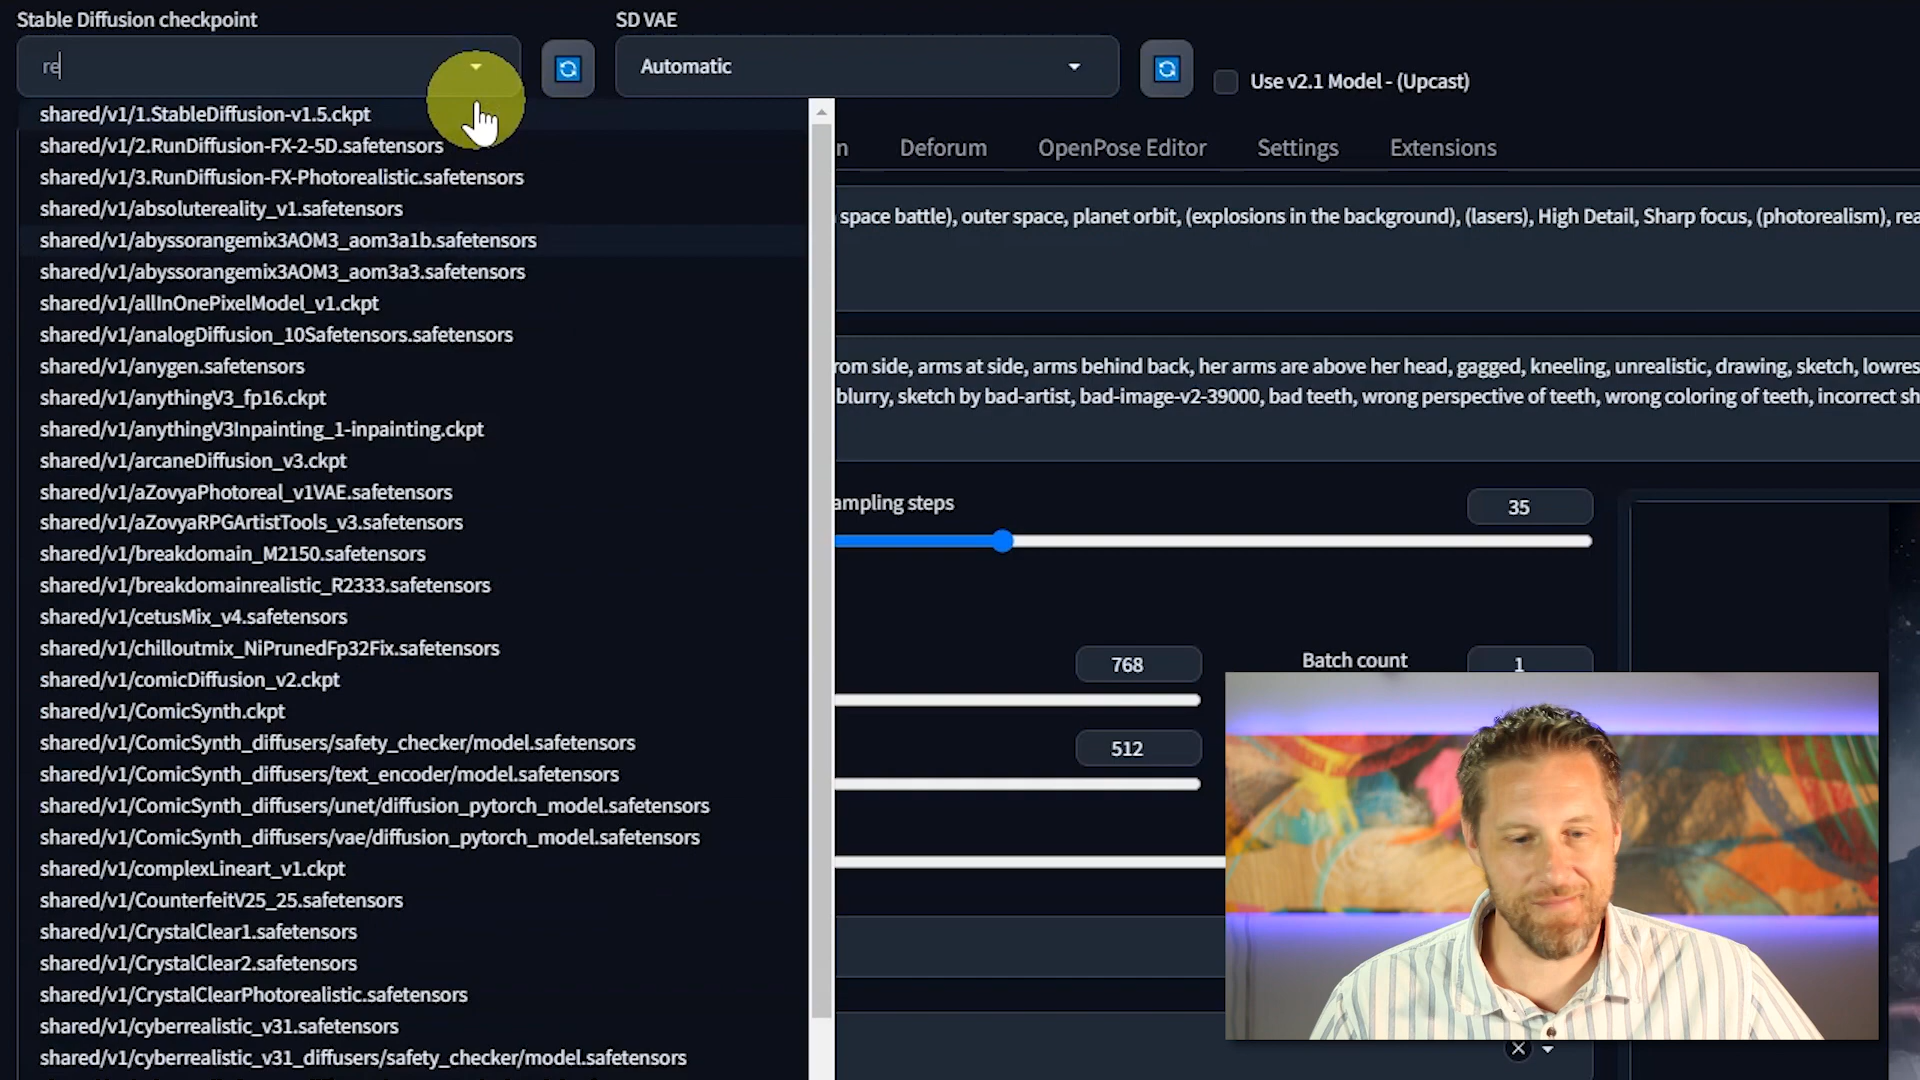 Stable Diffusion checkpoint
SD VAE
re
Automatic
Use v2.1 Model - (Upcast)
shared/v1/1.StableDiffusion-v1.5.ckpt
shared/v1/2.RunDiffusion-FX-2-5D.safetensors
shared/v1/3.RunDiffusion-FX-Photorealistic.safetensors
shared/v1/absolutereality_v1.safetensors
shared/v1/abyssorangemix3AOM3_aom3a1b.safetensors
shared/v1/abyssorangemix3AOM3_aom3a3.safetensors
shared/v1/allInOnePixelModel_v1.ckpt
shared/v1/analogDiffusion_10Safetensors.safetensors
shared/v1/anygen.safetensors
shared/v1/anythingV3_fp16.ckpt
shared/v1/anythingV3Inpainting_1-inpainting.ckpt
shared/v1/arcaneDiffusion_v3.ckpt
shared/v1/aZovyaPhotoreal_v1VAE.safetensors
shared/v1/aZovyaRPGArtistTools_v3.safetensors
shared/v1/breakdomain_M2150.safetensors
shared/v1/breakdomainrealistic_R2333.safetensors
shared/v1/cetusMix_v4.safetensors
shared/v1/chilloutmix_NiPrunedFp32Fix.safetensors
shared/v1/comicDiffusion_v2.ckpt
shared/v1/ComicSynth.ckpt
shared/v1/ComicSynth_diffusers/safety_checker/model.safetensors
shared/v1/ComicSynth_diffusers/text_encoder/model.safetensors
shared/v1/ComicSynth_diffusers/unet/diffusion_pytorch_model.safetensors
shared/v1/ComicSynth_diffusers/vae/diffusion_pytorch_model.safetensors
shared/v1/complexLineart_v1.ckpt
shared/v1/CounterfeitV25_25.safetensors
shared/v1/CrystalClear1.safetensors
shared/v1/CrystalClear2.safetensors
shared/v1/CrystalClearPhotorealistic.safetensors
shared/v1/cyberrealistic_v31.safetensors
shared/v1/cyberrealistic_v31_diffusers/safety_checker/model.safetensors
n Deforum OpenPose Editor Settings Extensions
space battle), outer space, planet orbit, (explosions in the background), (lasers), High Detail, Sharp focus, (photorealism), rea
rom side, arms at side, arms behind back, her arms are above her head, gagged, kneeling, unrealistic, drawing, sketch, lowres
blurry, sketch by bad-artist, bad-image-v2-39000, bad teeth, wrong perspective of teeth, wrong coloring of teeth, incorrect sh
ampling steps
35
768
Batch count
1
512